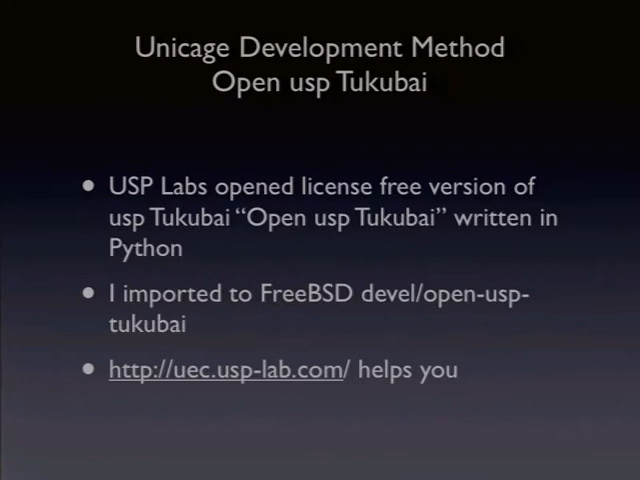 Unicage Development Method
Open usp Tukubai
• USP Labs opened license free version of
usp Tukubai “Open usp Tukubai” written in
Python
• I imported to FreeBSD devel/open-usp-
tukubai
• http://uec.usp-lab.com/ helps you